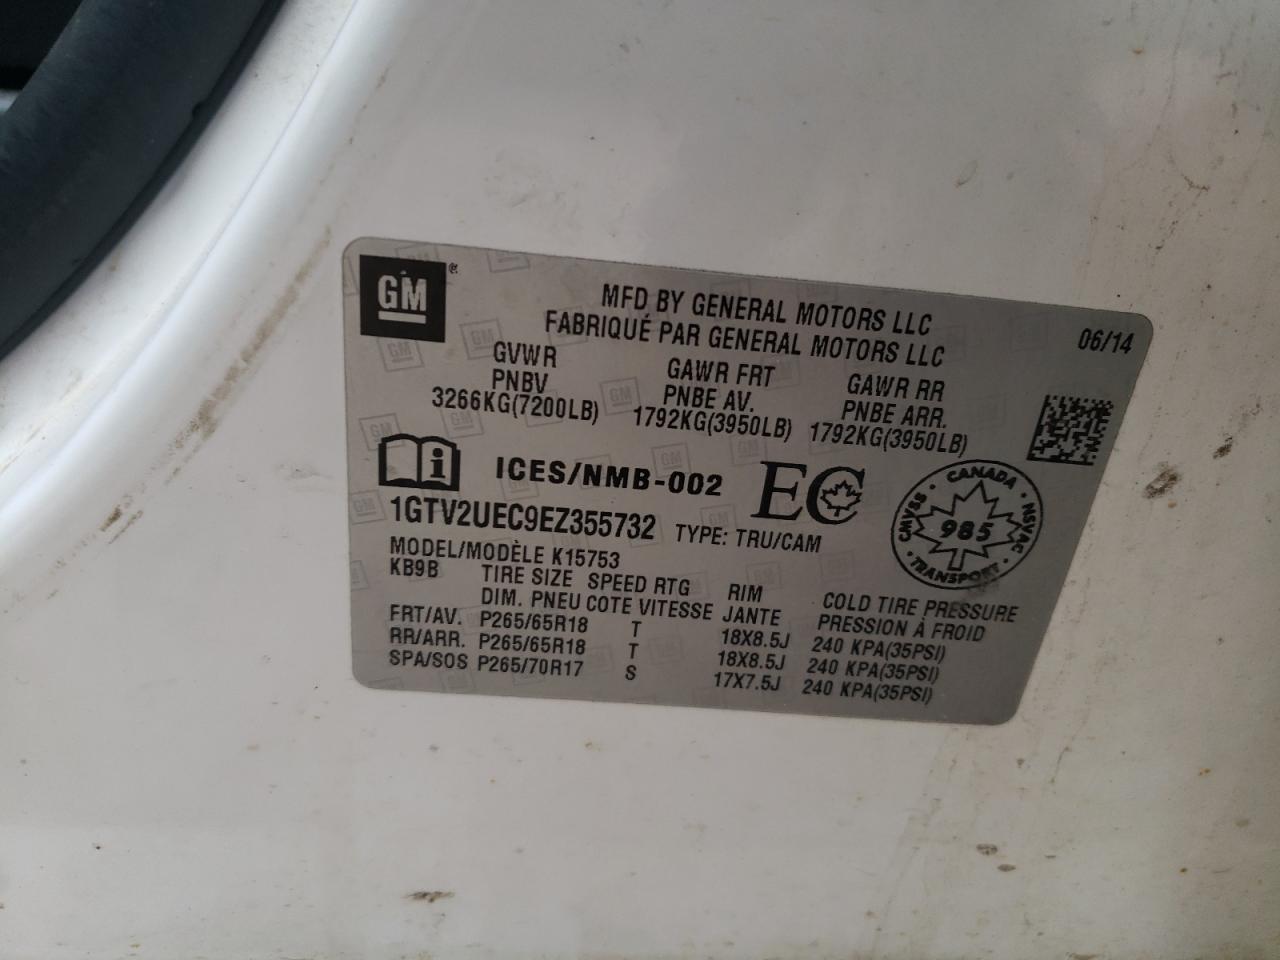 GM
MFD BY GENERAL MOTORS LLC
FABRIQUÉ PAR GENERAL MOTORS LLC
06/14
GVWR GAWR FRT GAWR RR
PNBV PNBE AV. PNBE ARR.
3266KG(7200LB) 1792KG(3950LB) 1792KG(3950LB)
i ICES/NMB-002 EC
CANADA CMVSS NSVAC 985 TRANSPORT
1GTV2UEC9EZ355732 TYPE: TRU/CAM
MODEL/MODÈLE K15753
KB9B TIRE SIZE SPEED RTG RIM COLD TIRE PRESSURE
DIM. PNEU COTE VITESSE JANTE PRESSION À FROID
FRT/AV. P265/65R18 T 18X8.5J 240 KPA(35PSI)
RR/ARR. P265/65R18 T 18X8.5J 240 KPA(35PSI)
SPA/SOS P265/70R17 S 17X7.5J 240 KPA(35PSI)